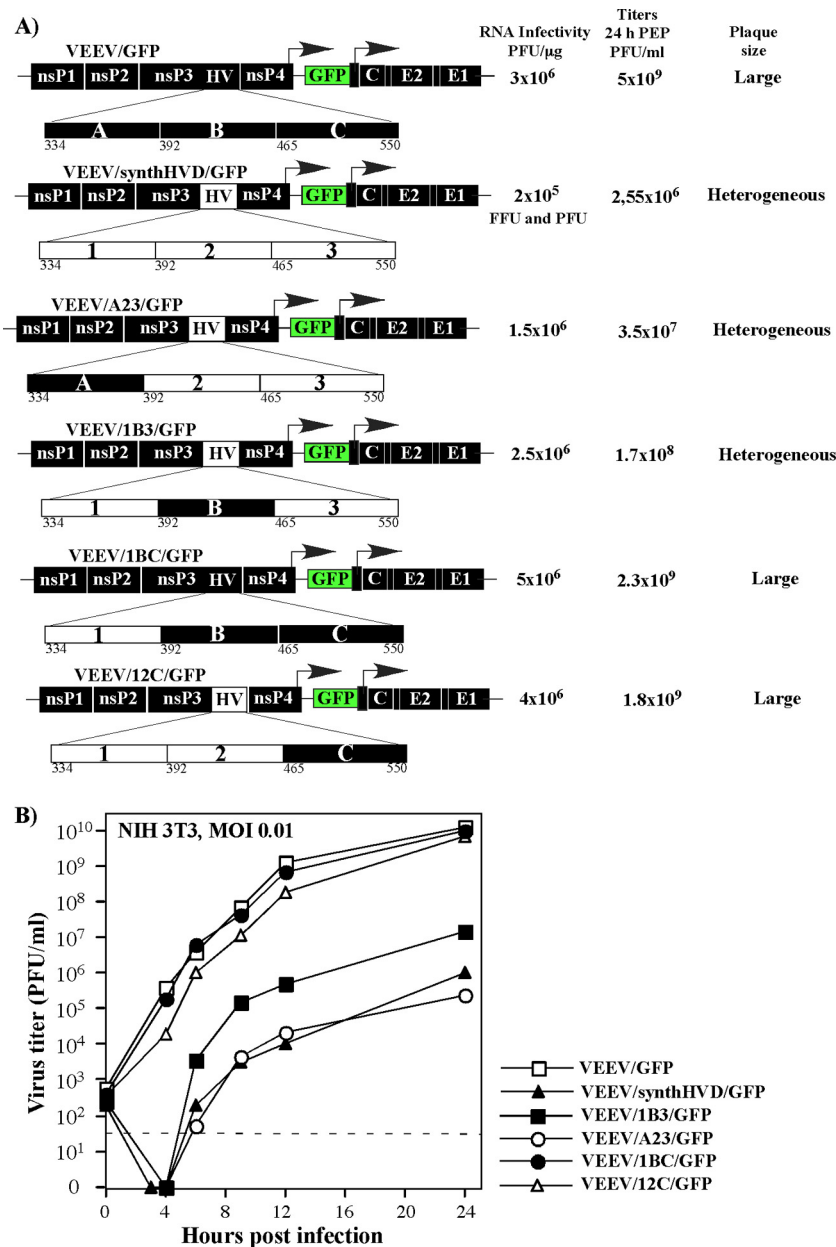 A)
RNA Infectivity PFU/µg
Titers 24 h PEP PFU/ml
Plaque size
VEEV/GFP
nsP1 nsP2 nsP3 HV nsP4 GFP C E2 E1 3x10⁶ 5x10⁹ Large
A B C
334 392 465 550
VEEV/synthHVD/GFP
nsP1 nsP2 nsP3 HV nsP4 GFP C E2 E1 2x10⁵ 2,55x10⁶ Heterogeneous
FFU and PFU
1 2 3
334 392 465 550
VEEV/A23/GFP
nsP1 nsP2 nsP3 HV nsP4 GFP C E2 E1 1.5x10⁶ 3.5x10⁷ Heterogeneous
A 2 3
334 392 465 550
VEEV/1B3/GFP
nsP1 nsP2 nsP3 HV nsP4 GFP C E2 E1 2.5x10⁶ 1.7x10⁸ Heterogeneous
1 B 3
334 392 465 550
VEEV/1BC/GFP
nsP1 nsP2 nsP3 HV nsP4 GFP C E2 E1 5x10⁶ 2.3x10⁹ Large
1 B C
334 392 465 550
VEEV/12C/GFP
nsP1 nsP2 nsP3 HV nsP4 GFP C E2 E1 4x10⁶ 1.8x10⁹ Large
1 2 C
334 392 465 550
B)
NIH 3T3, MOI 0.01
Virus titer (PFU/ml)
10¹⁰
10⁹
10⁸
10⁷
10⁶
10⁵
10⁴
10³
10²
10¹
0
0 4 8 12 16 20 24
Hours post infection
VEEV/GFP
VEEV/synthHVD/GFP
VEEV/1B3/GFP
VEEV/A23/GFP
VEEV/1BC/GFP
VEEV/12C/GFP